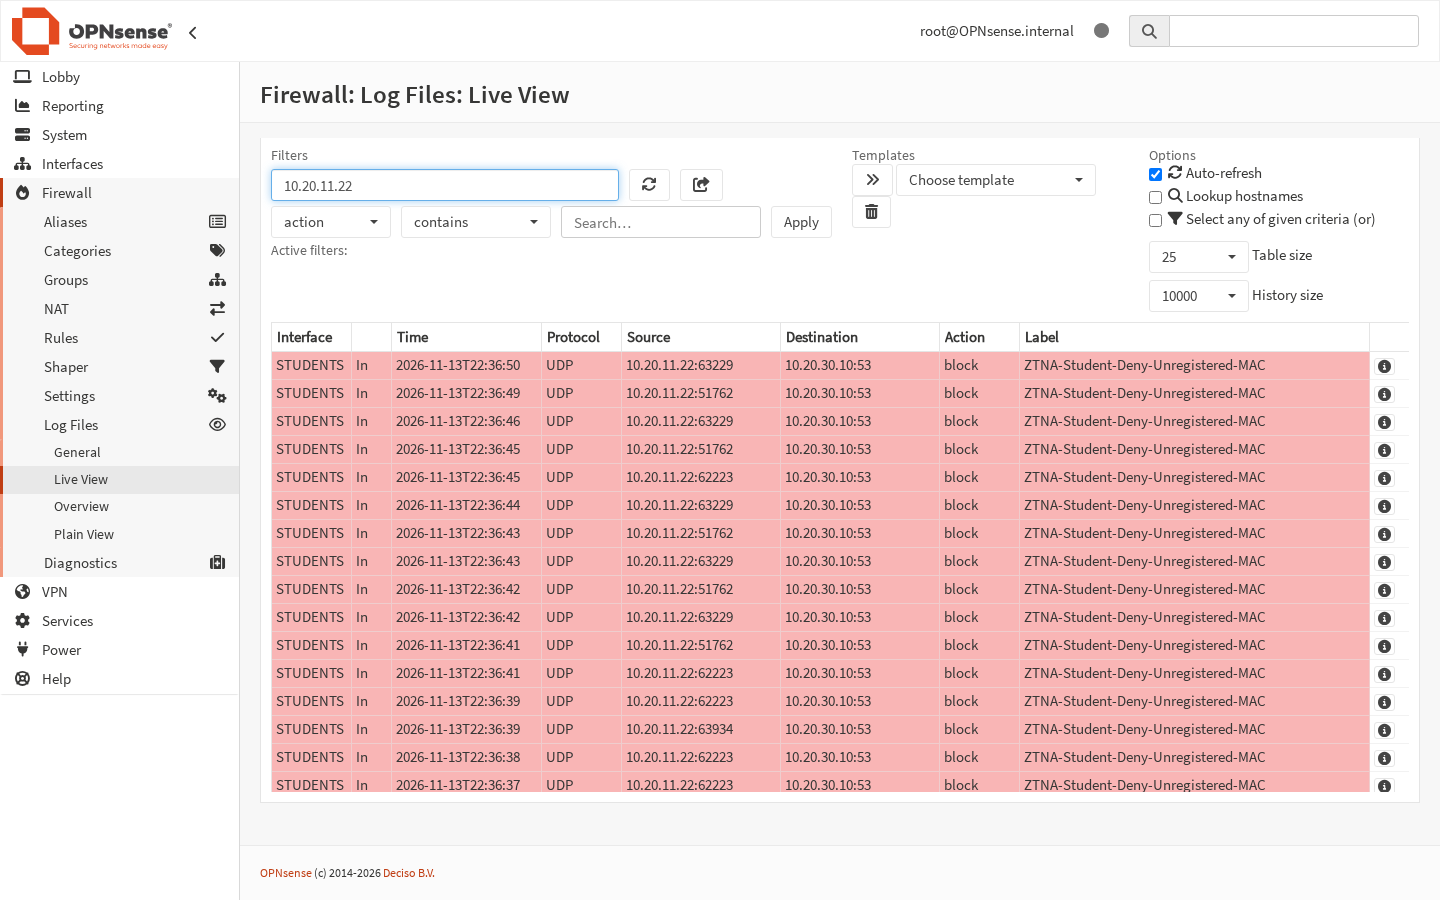 OPNsense®
Securing networks made easy
root@OPNsense.internal
Lobby
Reporting
System
Interfaces
Firewall
Aliases
Categories
Groups
NAT
Rules
Shaper
Settings
Log Files
General
Live View
Overview
Plain View
Diagnostics
VPN
Services
Power
Help
Firewall: Log Files: Live View
Filters
10.20.11.22
action contains Search... Apply
Active filters:
Templates
Choose template
Options
Auto-refresh
Lookup hostnames
Select any of given criteria (or)
25 Table size
10000 History size
Interface Time Protocol Source Destination Action Label
STUDENTS In 2026-11-13T22:36:50 UDP 10.20.11.22:63229 10.20.30.10:53 block ZTNA-Student-Deny-Unregistered-MAC
STUDENTS In 2026-11-13T22:36:49 UDP 10.20.11.22:51762 10.20.30.10:53 block ZTNA-Student-Deny-Unregistered-MAC
STUDENTS In 2026-11-13T22:36:46 UDP 10.20.11.22:63229 10.20.30.10:53 block ZTNA-Student-Deny-Unregistered-MAC
STUDENTS In 2026-11-13T22:36:45 UDP 10.20.11.22:51762 10.20.30.10:53 block ZTNA-Student-Deny-Unregistered-MAC
STUDENTS In 2026-11-13T22:36:45 UDP 10.20.11.22:62223 10.20.30.10:53 block ZTNA-Student-Deny-Unregistered-MAC
STUDENTS In 2026-11-13T22:36:44 UDP 10.20.11.22:63229 10.20.30.10:53 block ZTNA-Student-Deny-Unregistered-MAC
STUDENTS In 2026-11-13T22:36:43 UDP 10.20.11.22:51762 10.20.30.10:53 block ZTNA-Student-Deny-Unregistered-MAC
STUDENTS In 2026-11-13T22:36:43 UDP 10.20.11.22:63229 10.20.30.10:53 block ZTNA-Student-Deny-Unregistered-MAC
STUDENTS In 2026-11-13T22:36:42 UDP 10.20.11.22:51762 10.20.30.10:53 block ZTNA-Student-Deny-Unregistered-MAC
STUDENTS In 2026-11-13T22:36:42 UDP 10.20.11.22:63229 10.20.30.10:53 block ZTNA-Student-Deny-Unregistered-MAC
STUDENTS In 2026-11-13T22:36:41 UDP 10.20.11.22:51762 10.20.30.10:53 block ZTNA-Student-Deny-Unregistered-MAC
STUDENTS In 2026-11-13T22:36:41 UDP 10.20.11.22:62223 10.20.30.10:53 block ZTNA-Student-Deny-Unregistered-MAC
STUDENTS In 2026-11-13T22:36:39 UDP 10.20.11.22:62223 10.20.30.10:53 block ZTNA-Student-Deny-Unregistered-MAC
STUDENTS In 2026-11-13T22:36:39 UDP 10.20.11.22:63934 10.20.30.10:53 block ZTNA-Student-Deny-Unregistered-MAC
STUDENTS In 2026-11-13T22:36:38 UDP 10.20.11.22:62223 10.20.30.10:53 block ZTNA-Student-Deny-Unregistered-MAC
STUDENTS In 2026-11-13T22:36:37 UDP 10.20.11.22:62223 10.20.30.10:53 block ZTNA-Student-Deny-Unregistered-MAC
OPNsense (c) 2014-2026 Deciso B.V.